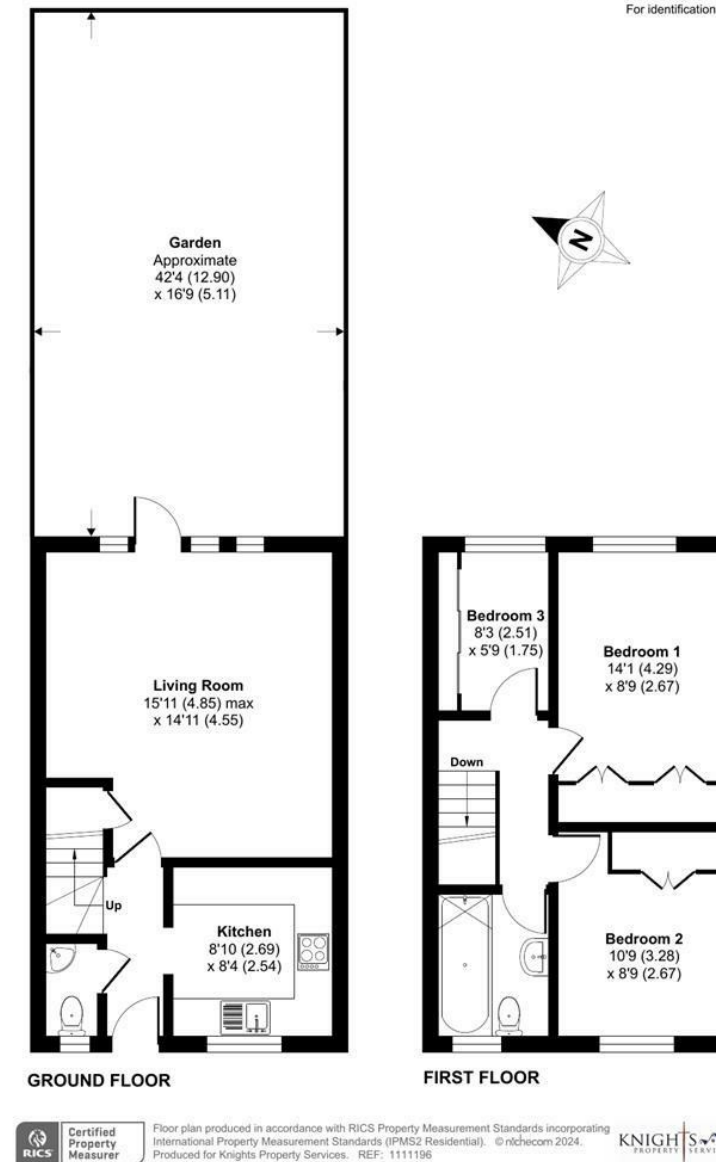 For identification
Garden
Approximate
42'4 (12.90)
x 16'9 (5.11)
N
Living Room
15'11 (4.85) max
x 14'11 (4.55)
Up
Kitchen
8'10 (2.69)
x 8'4 (2.54)
GROUND FLOOR
Bedroom 3
8'3 (2.51)
x 5'9 (1.75)
Bedroom 1
14'1 (4.29)
x 8'9 (2.67)
Down
Bedroom 2
10'9 (3.28)
x 8'9 (2.67)
FIRST FLOOR
RICS
Certified
Property
Measurer
Floor plan produced in accordance with RICS Property Measurement Standards incorporating
International Property Measurement Standards (IPMS2 Residential). © nichecom 2024.
Produced for Knights Property Services. REF: 1111196
KNIGHTS
PROPERTY SERV